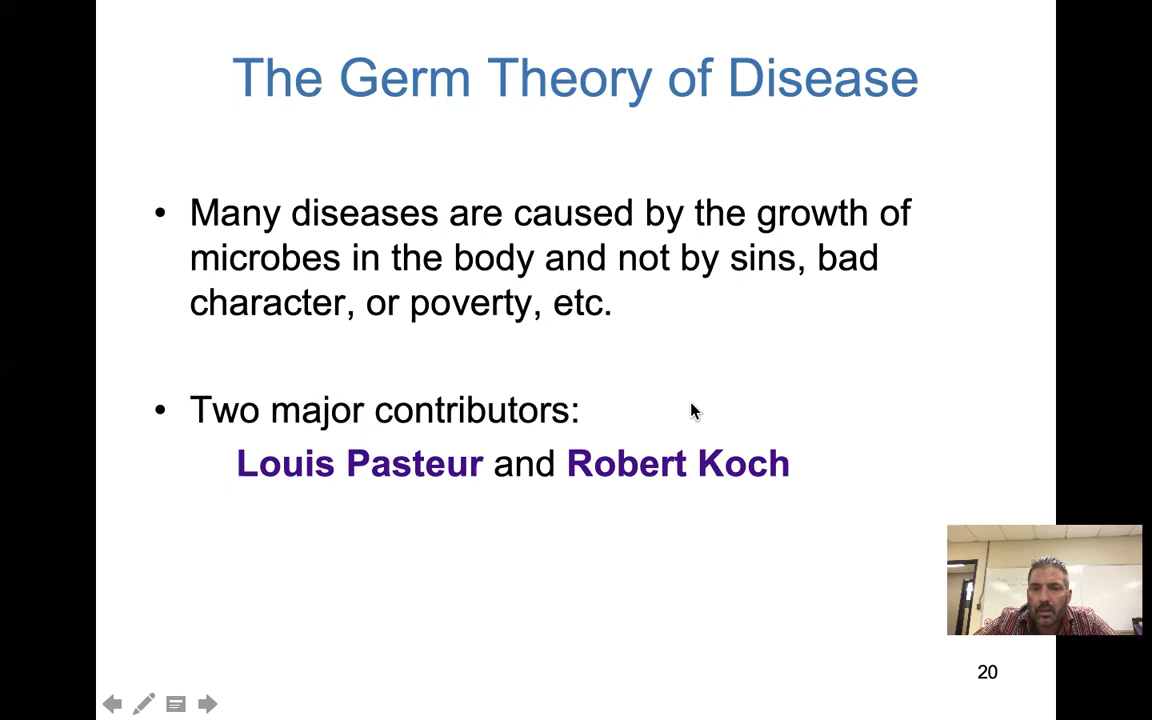 The Germ Theory of Disease
• Many diseases are caused by the growth of
microbes in the body and not by sins, bad
character, or poverty, etc.
• Two major contributors:
Louis Pasteur and Robert Koch
20